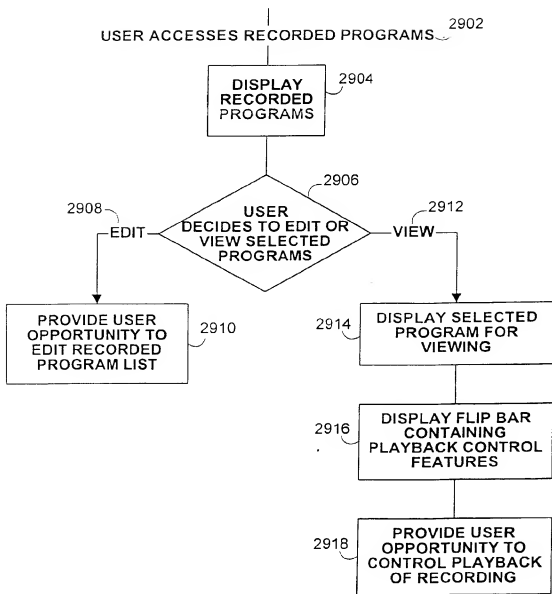 USER ACCESSES RECORDED PROGRAMS
2902
DISPLAY
RECORDED
PROGRAMS
2904
2906
USER
DECIDES TO EDIT OR
VIEW SELECTED
PROGRAMS
2908
EDIT
2912
VIEW
PROVIDE USER
OPPORTUNITY TO
EDIT RECORDED
PROGRAM LIST
2910
2914
DISPLAY SELECTED
PROGRAM FOR
VIEWING
2916
DISPLAY FLIP BAR
CONTAINING
PLAYBACK CONTROL
FEATURES
2918
PROVIDE USER
OPPORTUNITY TO
CONTROL PLAYBACK
OF RECORDING